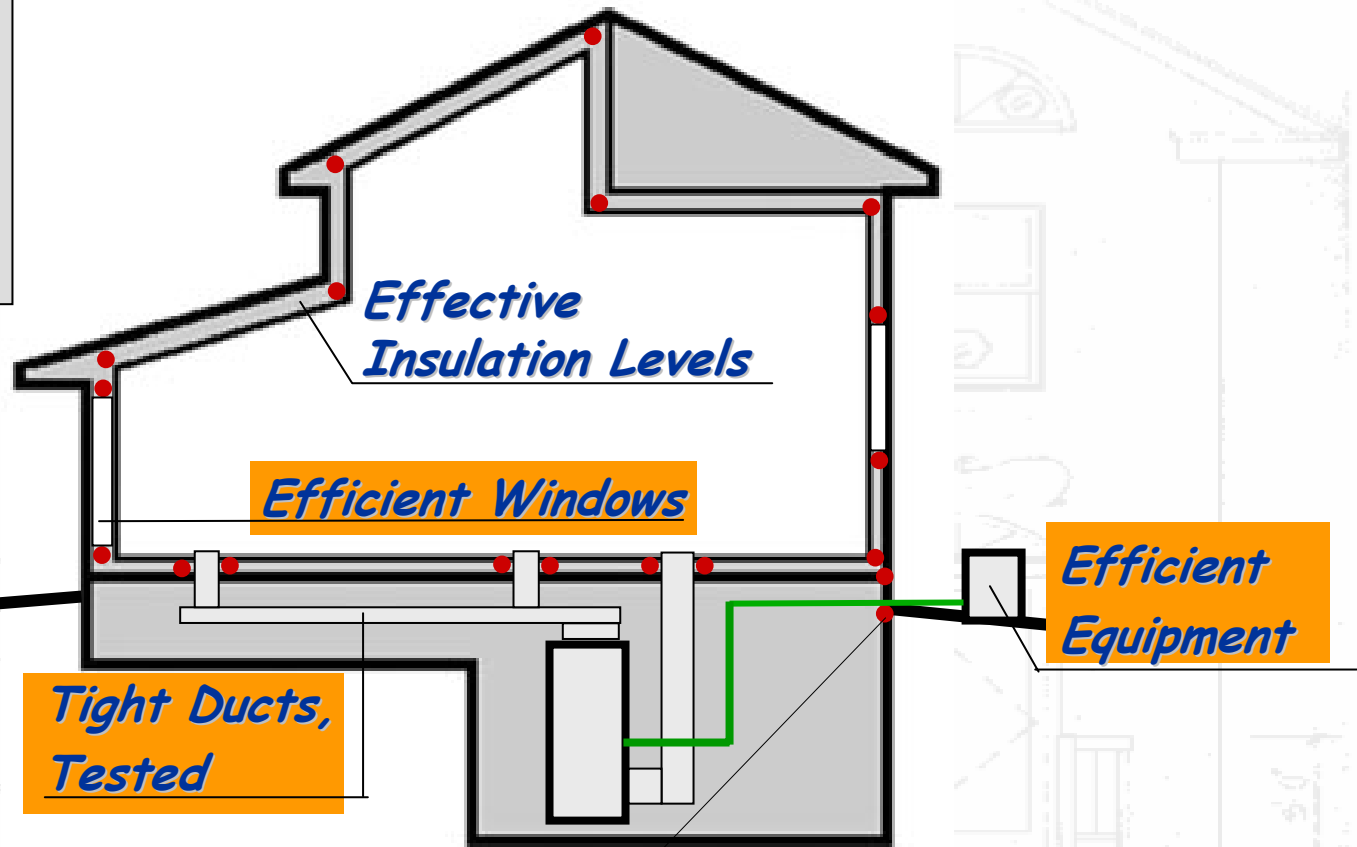 Effective
Insulation Levels
Efficient Windows
Efficient
Equipment
Tight Ducts,
Tested